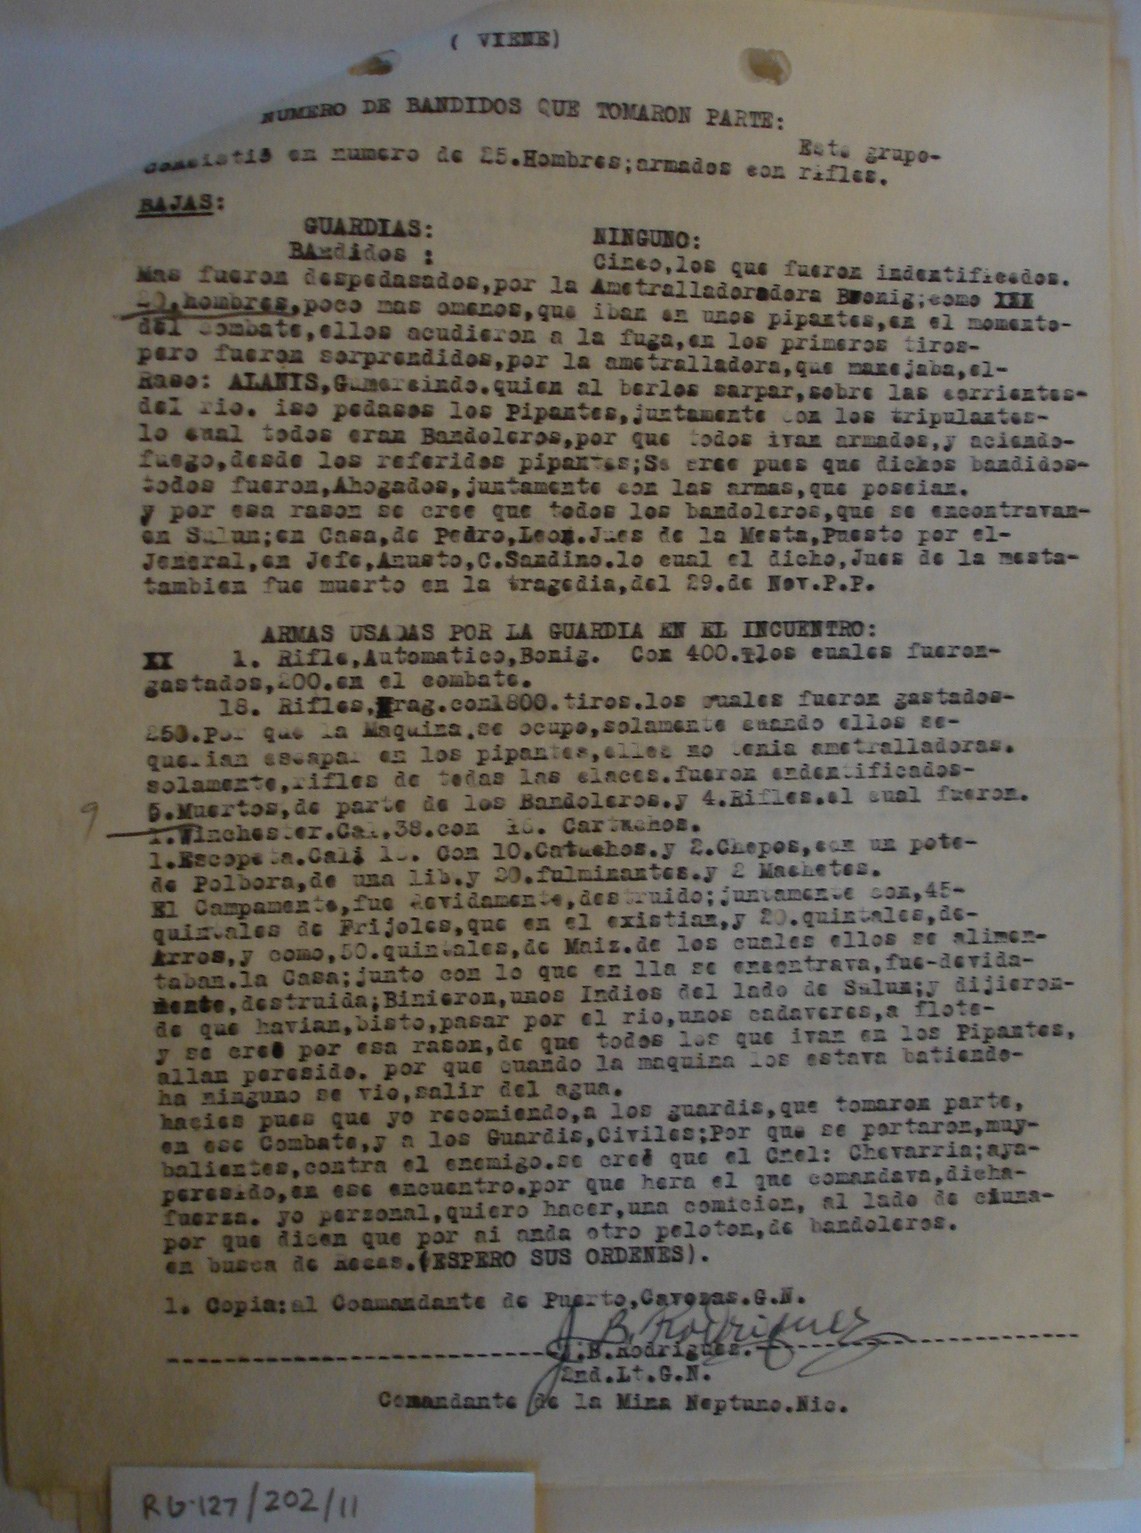 ( VIENE)
NUMERO DE BANDIDOS QUE TOMARON PARTE:
Este grupo-
Consistio en numero de 25.Hombres;armados con rifles.
BAJAS:
GUARDIAS: NINGUNO:
BAndidos : Cinco,los que fueron indentificados.
Mas fueron despedasados,por la Ametralladoradora Bronig;como III
20,hombres,poco mas omenos,que iban en unos pipantes,en el momento-
del combate,ellos acudieron a la fuga,en los primeros tiros-
pero fueron sorprendidos,por la ametralladora,que manejaba,el-
Raso: ALANIS,Gumersindo.quien al berlos sarpar,sobre las corrientes-
del rio. iso pedasos los Pipantes,juntamente con los tripulantes-
lo cual todos eran Bandoleros,por que todos ivan armados,y aciendo-
fuego,desde los referidos pipantes;Se cree pues que dichos bandidos-
todos fueron,Ahogados,juntamente con las armas,que poseian.
y por esa rason se cree que todos los bandoleros,que se encontravan-
en Sulun;en Casa,de Pedro,Leon.Jues de la Mesta,Puesto por el-
Jeneral,en Jefe,Anusto,C.Sandino.lo cual el dicho,Jues de la mesta-
tambien fue muerto en la tragedia,del 29.de Nov.P.P.
ARMAS USADAS POR LA GUARDIA EN EL INCUENTRO:
II 1. Rifle,Automatico,Bonig. Con 400.los cuales fueron-
gastados,200.en el combate.
18. Rifles,Krag.con1800.tiros.los cuales fueron gastados-
250.Por que la Maquina,se ocupo,solamente cuando ellos se-
querian escapar en los pipantes,elles no tenia ametralladoras.
solamente,rifles de todas las claces.fueron endentificados-
9 5.Muertos,de parte de los Bandoleros.y 4.Rifles.el cual fueron.
1.Winchester.Cal.38.con 18. Cartuchos.
1.Escopeta.Cali 16. Con 10.Catuchos.y 2.Chepos,con un pote-
de Polbora,de una lib.y 20.fulminantes.y 2 Machetes.
El Campamente,fue devidamente,destruido;juntamente con,45-
quintales de Frijoles,que en el existian,y 20.quintales,de-
Arros,y como,50.quintales,de Maiz.de los cuales ellos se alimen-
taban.la Casa;junto con lo que en lla se encontrava,fue-devida-
mente,destruida;Binieron,unos Indios del lado de Sulun;y dijieron-
de que havian,bisto,pasar por el rio,unos cadaveres,a flote-
y se cree por esa rason,de que todos los que ivan en los Pipantes,
allan peresido. por que cuando la maquina los estava batiendo-
ha ninguno se vio,salir del agua.
hacies pues que yo recomiendo,a los guardis,que tomaron parte,
en ese Combate,y a los Guardis,Civiles;Por que se portaron,muy-
balientes,contra el enemigo.se creé que el Cnel: Chevarria;aya-
peresido,en ese encuentro.por que hera el que comandava,dicha-
fuerza. yo perzonal,quiero hacer,una comicion, al lado de ciuna-
por que dicen que por ai anda otro peloton,de bandoleros.
en busca de Recas.(ESPERO SUS ORDENES).
1. Copia:al Coamandante de Puerto,Cavezas.G.N.
J B. Rodriguez
J.B.Rodrigues.
2nd.Lt.G.N.
Comandante de la Mina Neptuno.Nic.
RG·127/202/11